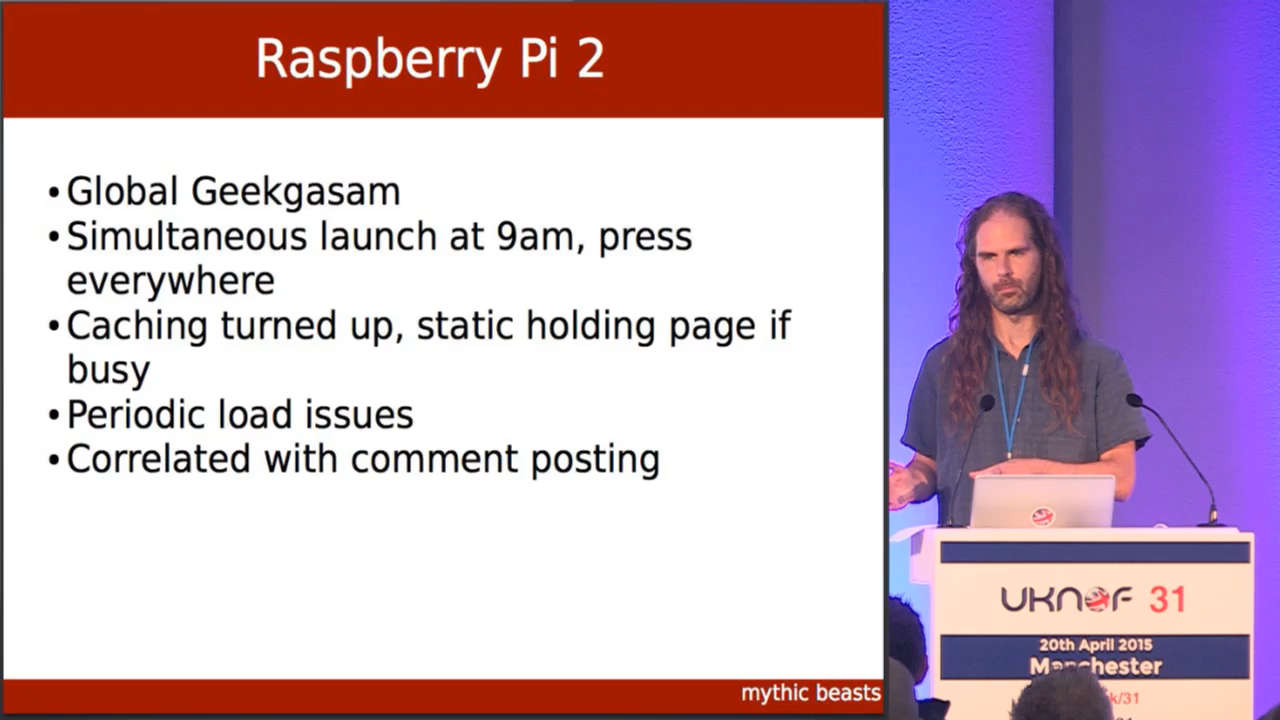 Raspberry Pi 2
•Global Geekgasam
•Simultaneous launch at 9am, press
everywhere
•Caching turned up, static holding page if
busy
•Periodic load issues
•Correlated with comment posting
mythic beasts
UKNOF 31
20th April 2015
Manchester
k/31